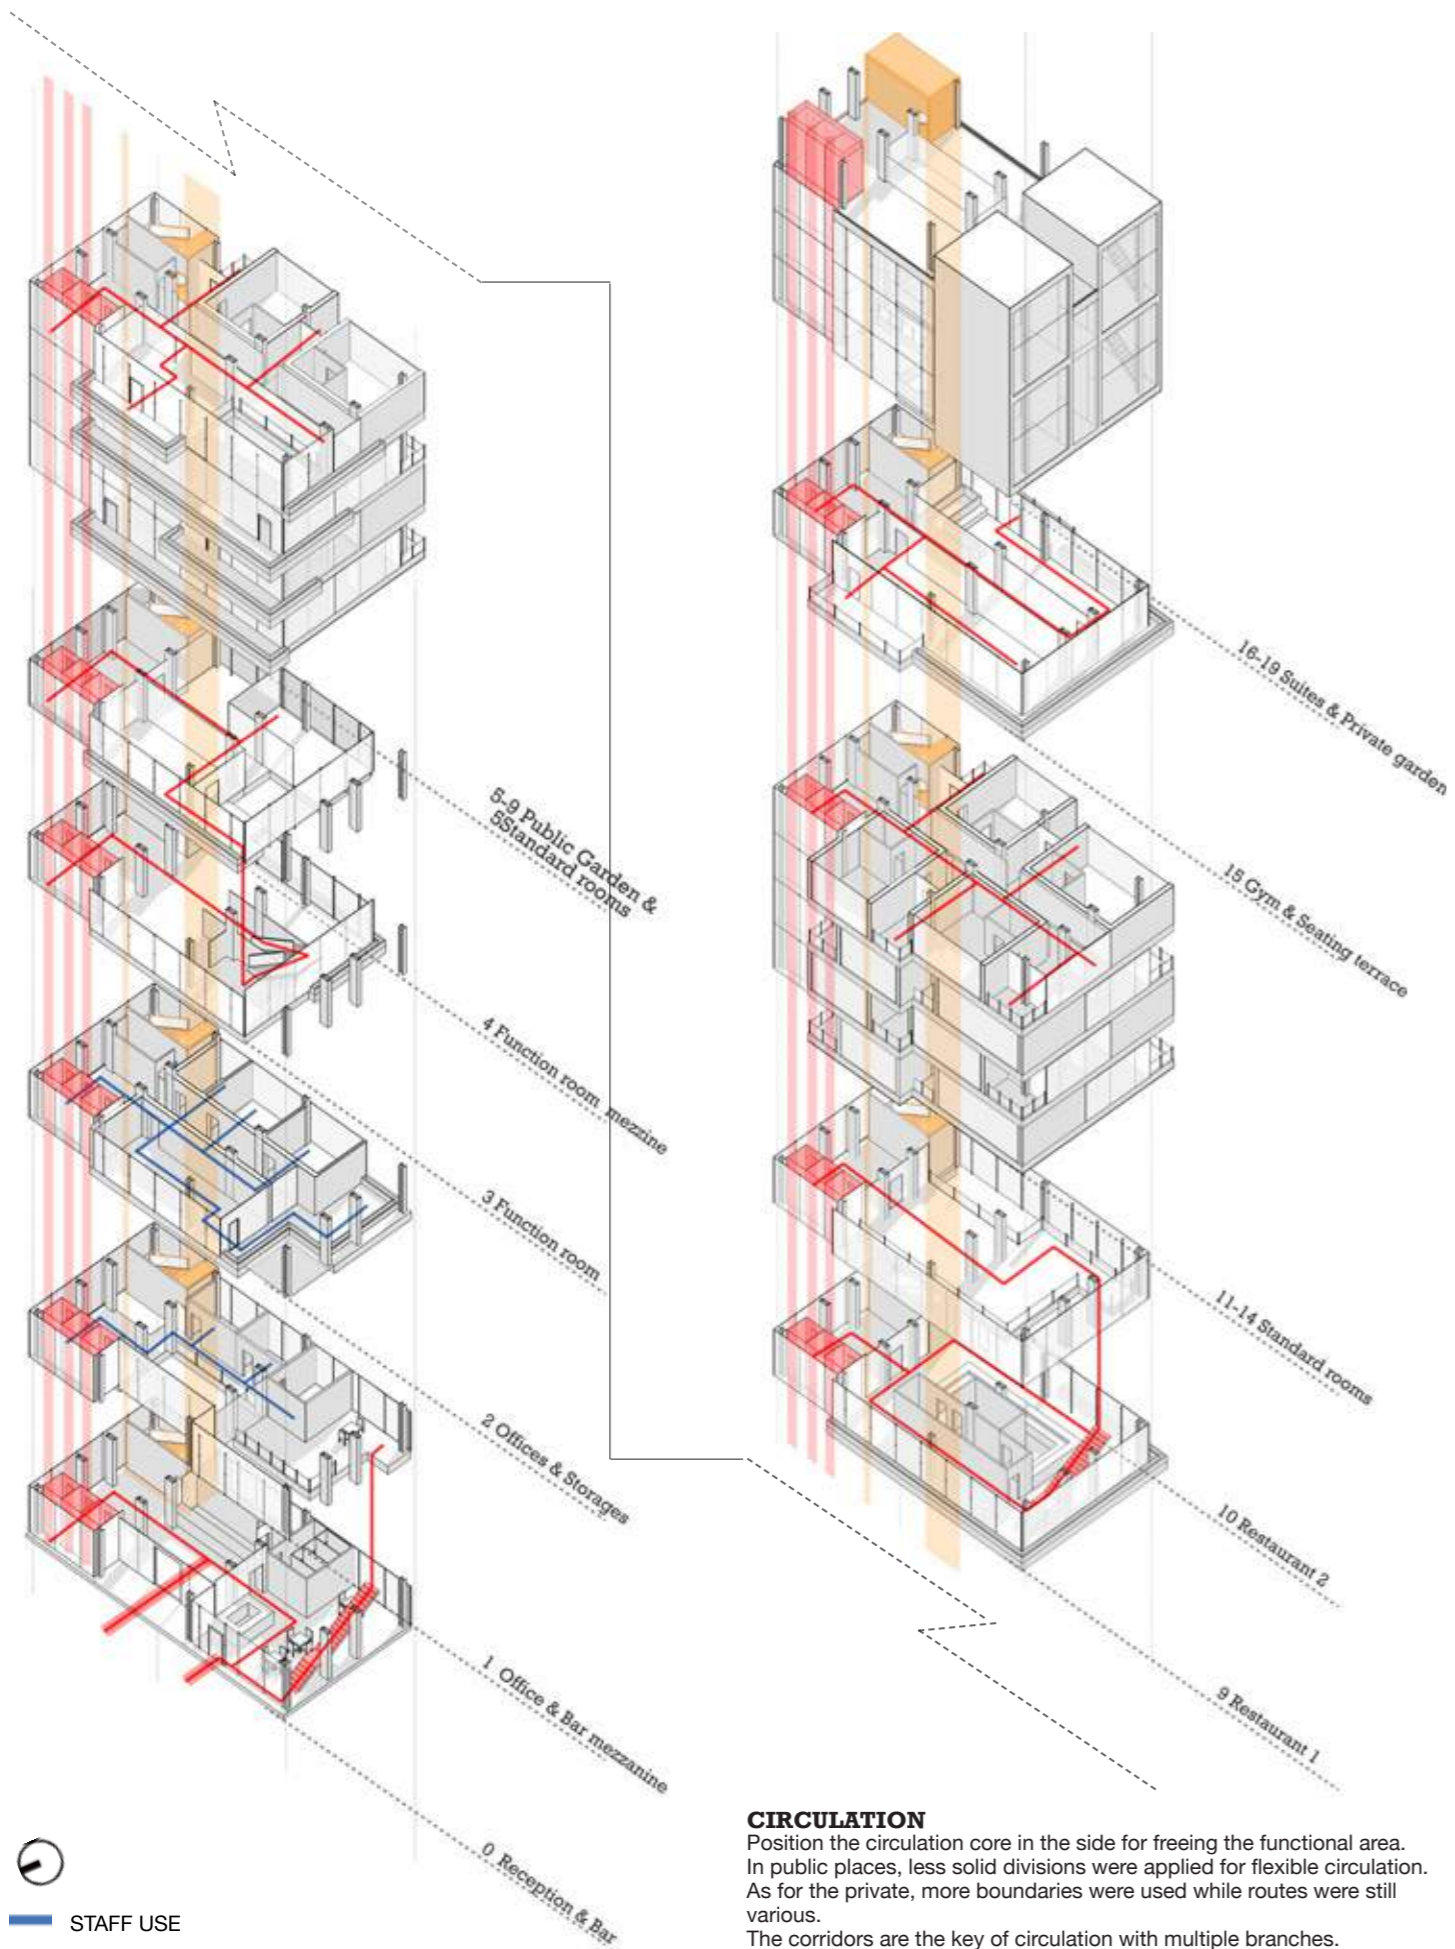 16-19 Suites & Private garden
5-9 Public Garden &
5Standard rooms
15 Gym & Seating terrace
4 Function room mezzine
3 Function room
11-14 Standard rooms
2 Offices & Storages
10 Restaurant 2
1 Office & Bar mezzanine
9 Restaurant 1
0 Reception & Bar
STAFF USE
CIRCULATION
Position the circulation core in the side for freeing the functional area.
In public places, less solid divisions were applied for flexible circulation.
As for the private, more boundaries were used while routes were still
various.
The corridors are the key of circulation with multiple branches.